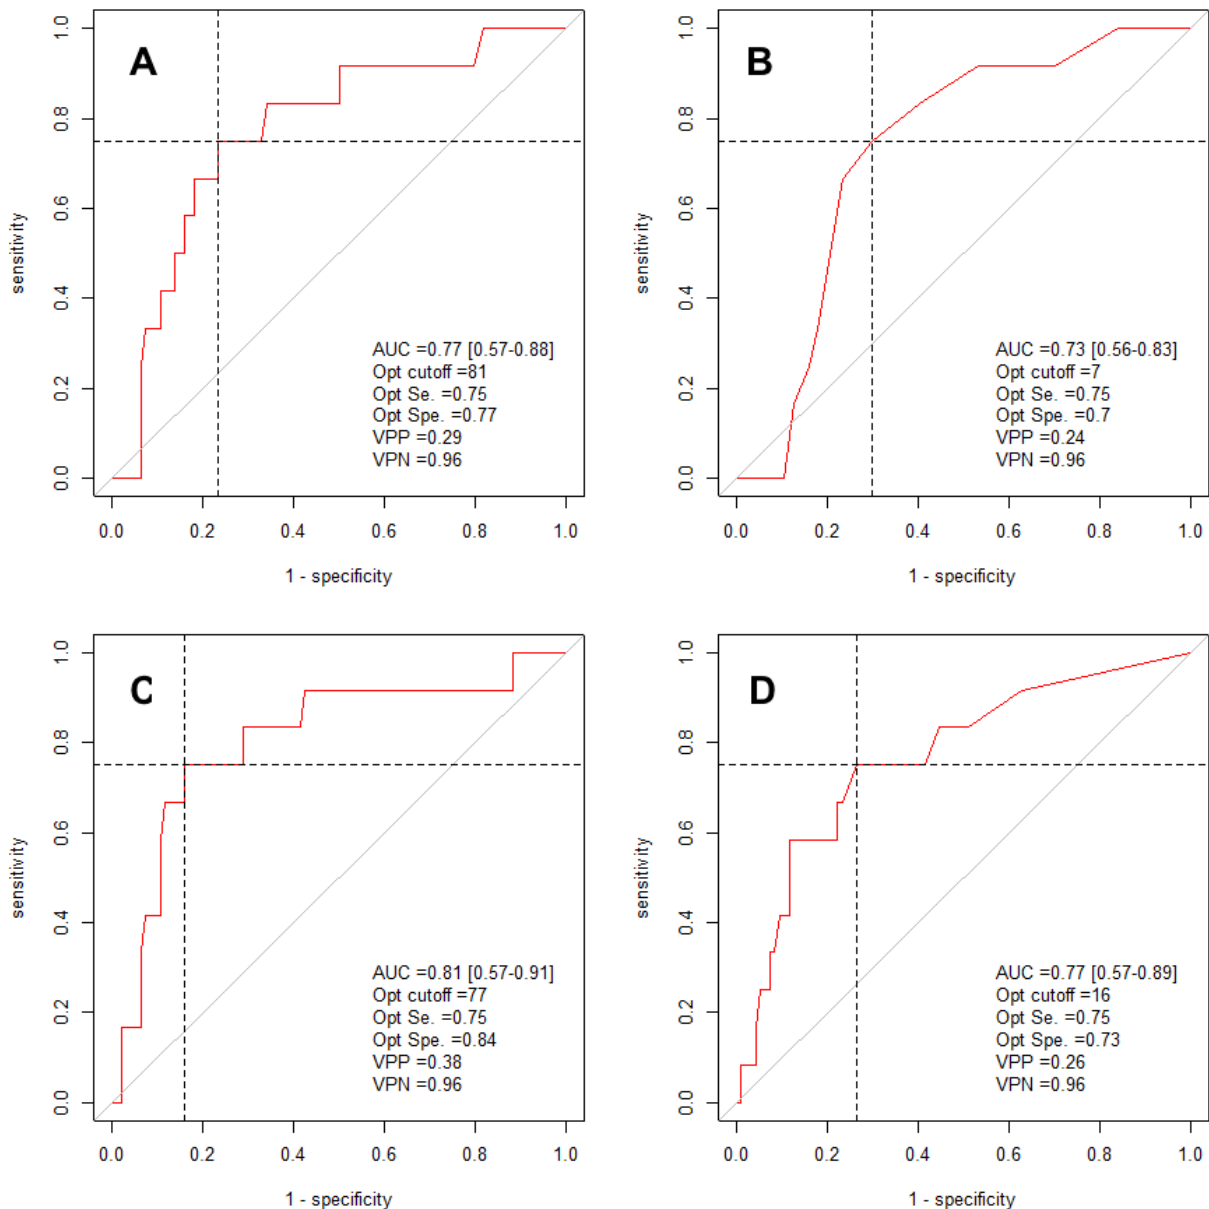 A
sensitivity
1.0
0.8
0.6
0.4
0.2
0.0
AUC =0.77 [0.57-0.88]
Opt cutoff =81
Opt Se. =0.75
Opt Spe. =0.77
VPP =0.29
VPN =0.96
0.0 0.2 0.4 0.6 0.8 1.0
1 - specificity
B
sensitivity
1.0
0.8
0.6
0.4
0.2
0.0
AUC =0.73 [0.56-0.83]
Opt cutoff =7
Opt Se. =0.75
Opt Spe. =0.7
VPP =0.24
VPN =0.96
0.0 0.2 0.4 0.6 0.8 1.0
1 - specificity
C
sensitivity
1.0
0.8
0.6
0.4
0.2
0.0
AUC =0.81 [0.57-0.91]
Opt cutoff =77
Opt Se. =0.75
Opt Spe. =0.84
VPP =0.38
VPN =0.96
0.0 0.2 0.4 0.6 0.8 1.0
1 - specificity
D
sensitivity
1.0
0.8
0.6
0.4
0.2
0.0
AUC =0.77 [0.57-0.89]
Opt cutoff =16
Opt Se. =0.75
Opt Spe. =0.73
VPP =0.26
VPN =0.96
0.0 0.2 0.4 0.6 0.8 1.0
1 - specificity